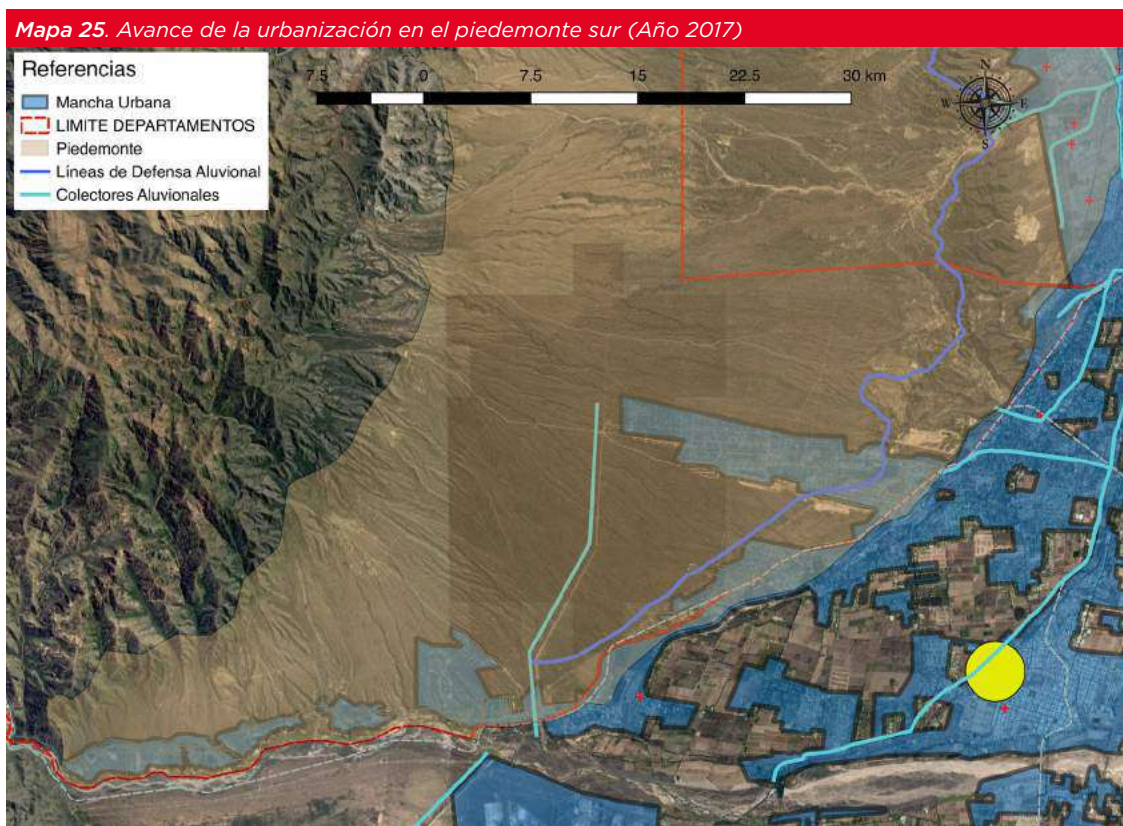 Mapa 25. Avance de la urbanización en el piedemonte sur (Año 2017)
Referencias
Mancha Urbana
LIMITE DEPARTAMENTOS
Piedemonte
Líneas de Defensa Aluvional
Colectores Aluvionales
7.5 0 7.5 15 22.5 30 km
N
W E
S